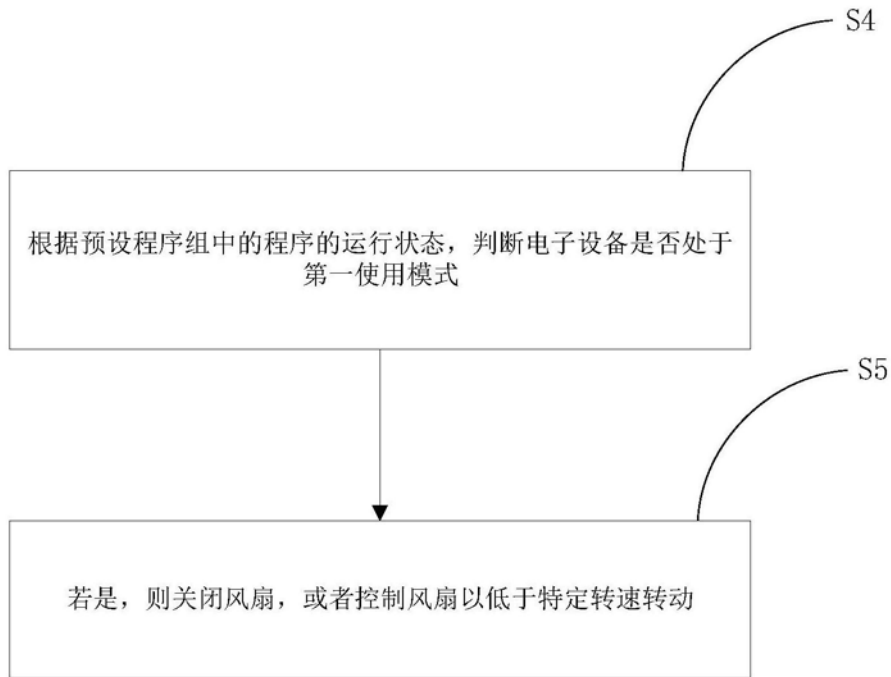 S4
根据预设程序组中的程序的运行状态，判断电子设备是否处于
第一使用模式
S5
若是，则关闭风扇，或者控制风扇以低于特定转速转动